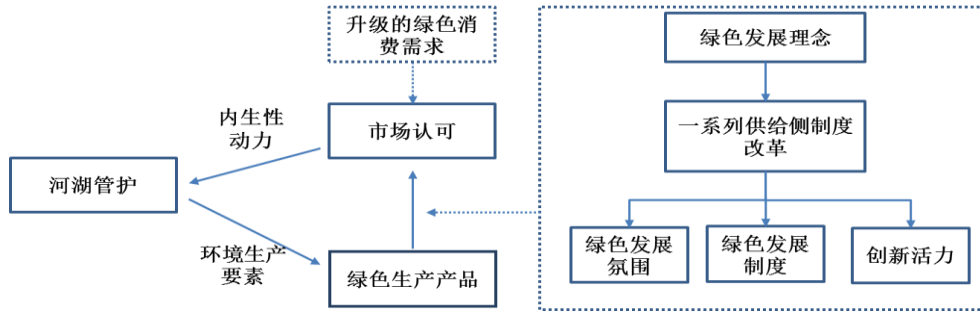 升级的绿色消
费需求
市场认可
内生性
动力
河湖管护
环境生产
要素
绿色生产产品
绿色发展理念
一系列供给侧制度
改革
绿色发展
氛围
绿色发展
制度
创新活力